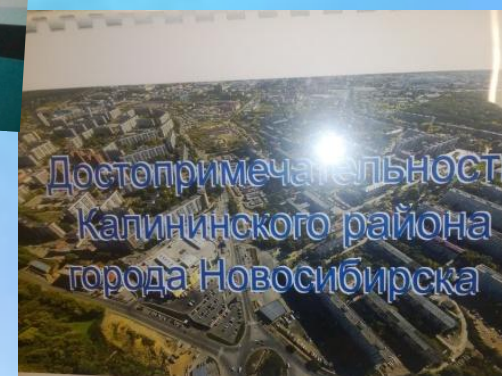 Достопримечательност
Калининского района
города Новосибирска